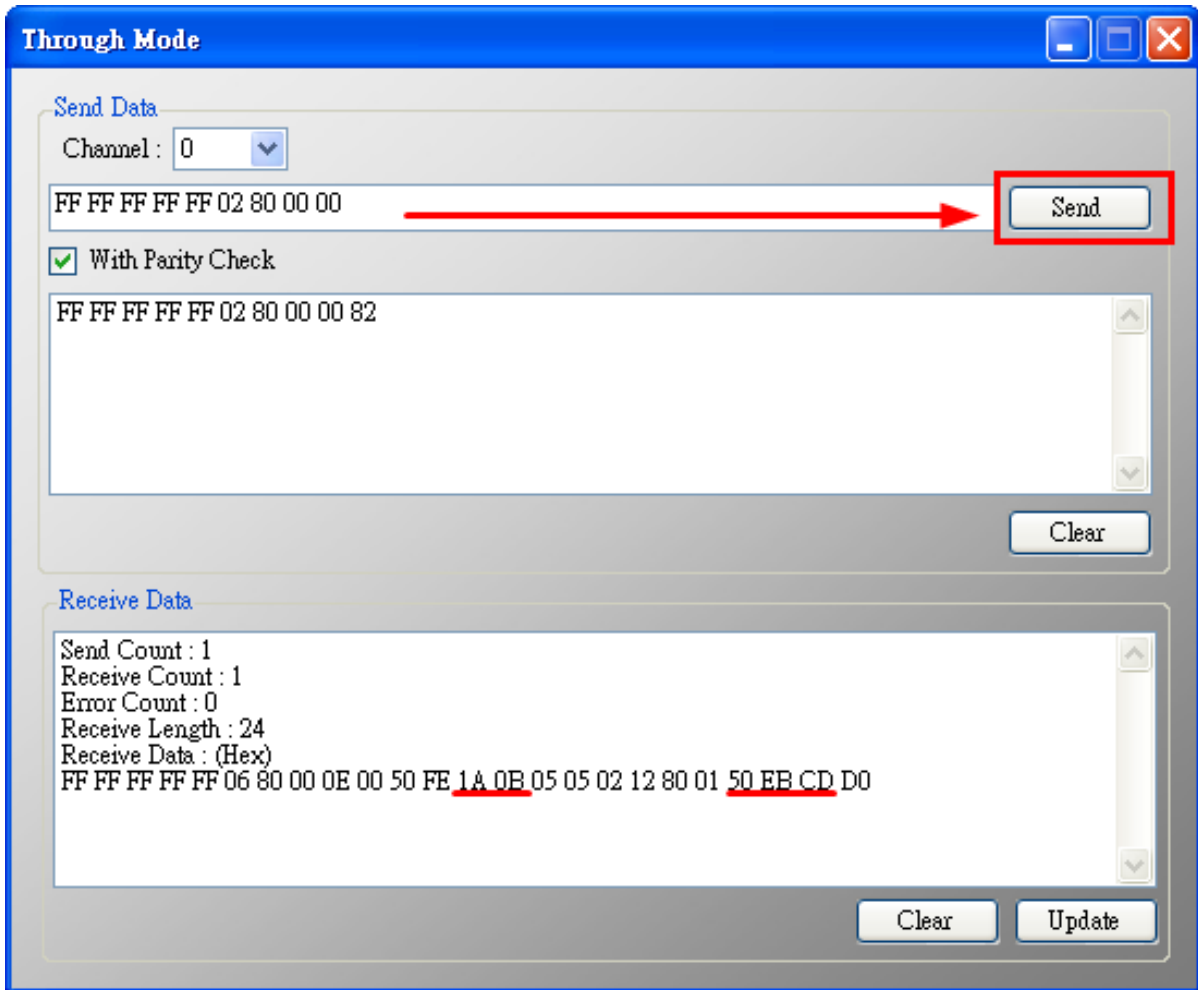 Through Mode
Send Data
Channel : 0
FF FF FF FF FF 02 80 00 00
Send
With Parity Check
FF FF FF FF FF 02 80 00 00 82
Clear
Receive Data
Send Count : 1
Receive Count : 1
Error Count : 0
Receive Length : 24
Receive Data : (Hex)
FF FF FF FF FF 06 80 00 0E 00 50 FE 1A 0B 05 05 02 12 80 01 50 EB CD D0
Clear
Update